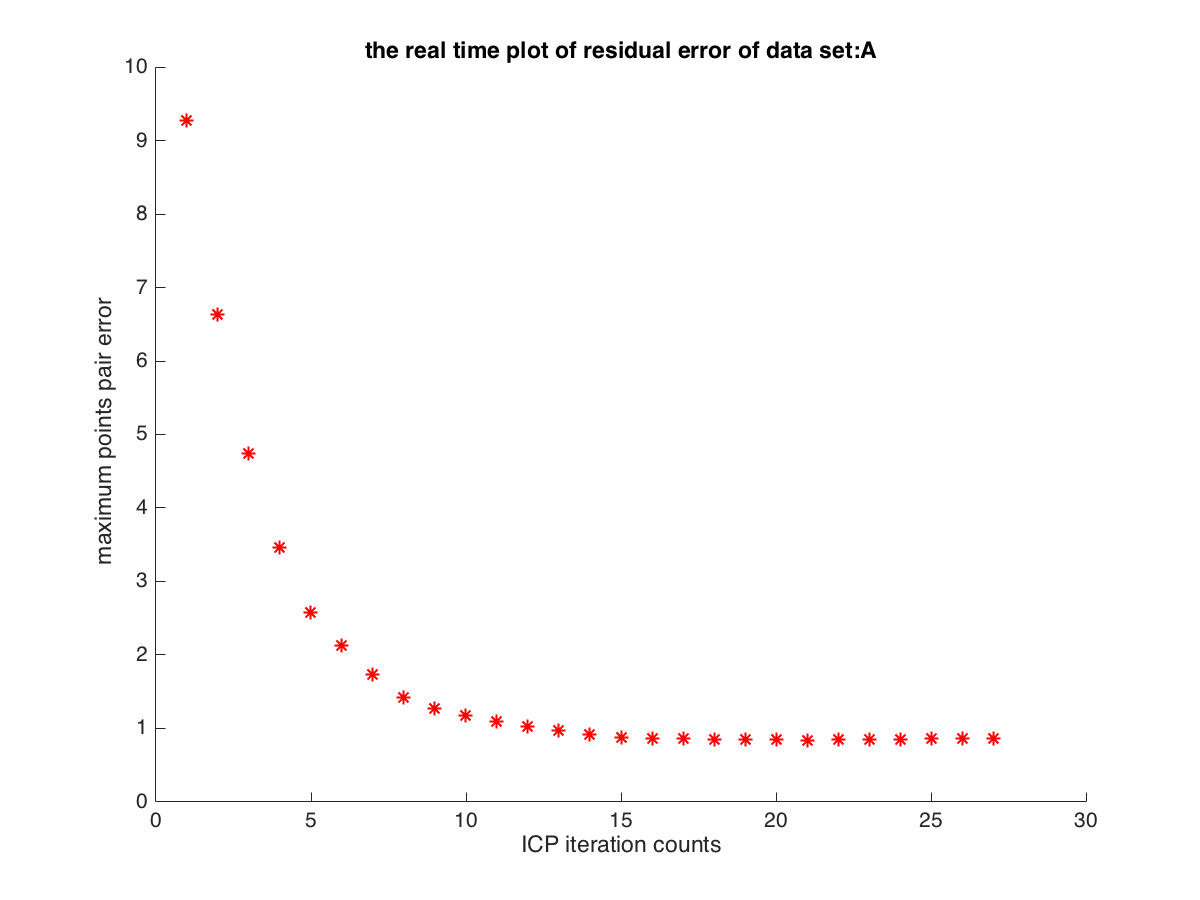 the real time plot of residual error of data set:A
10
9
8
7
6
5
4
3
2
1
0
maximum points pair error
0 5 10 15 20 25 30
ICP iteration counts